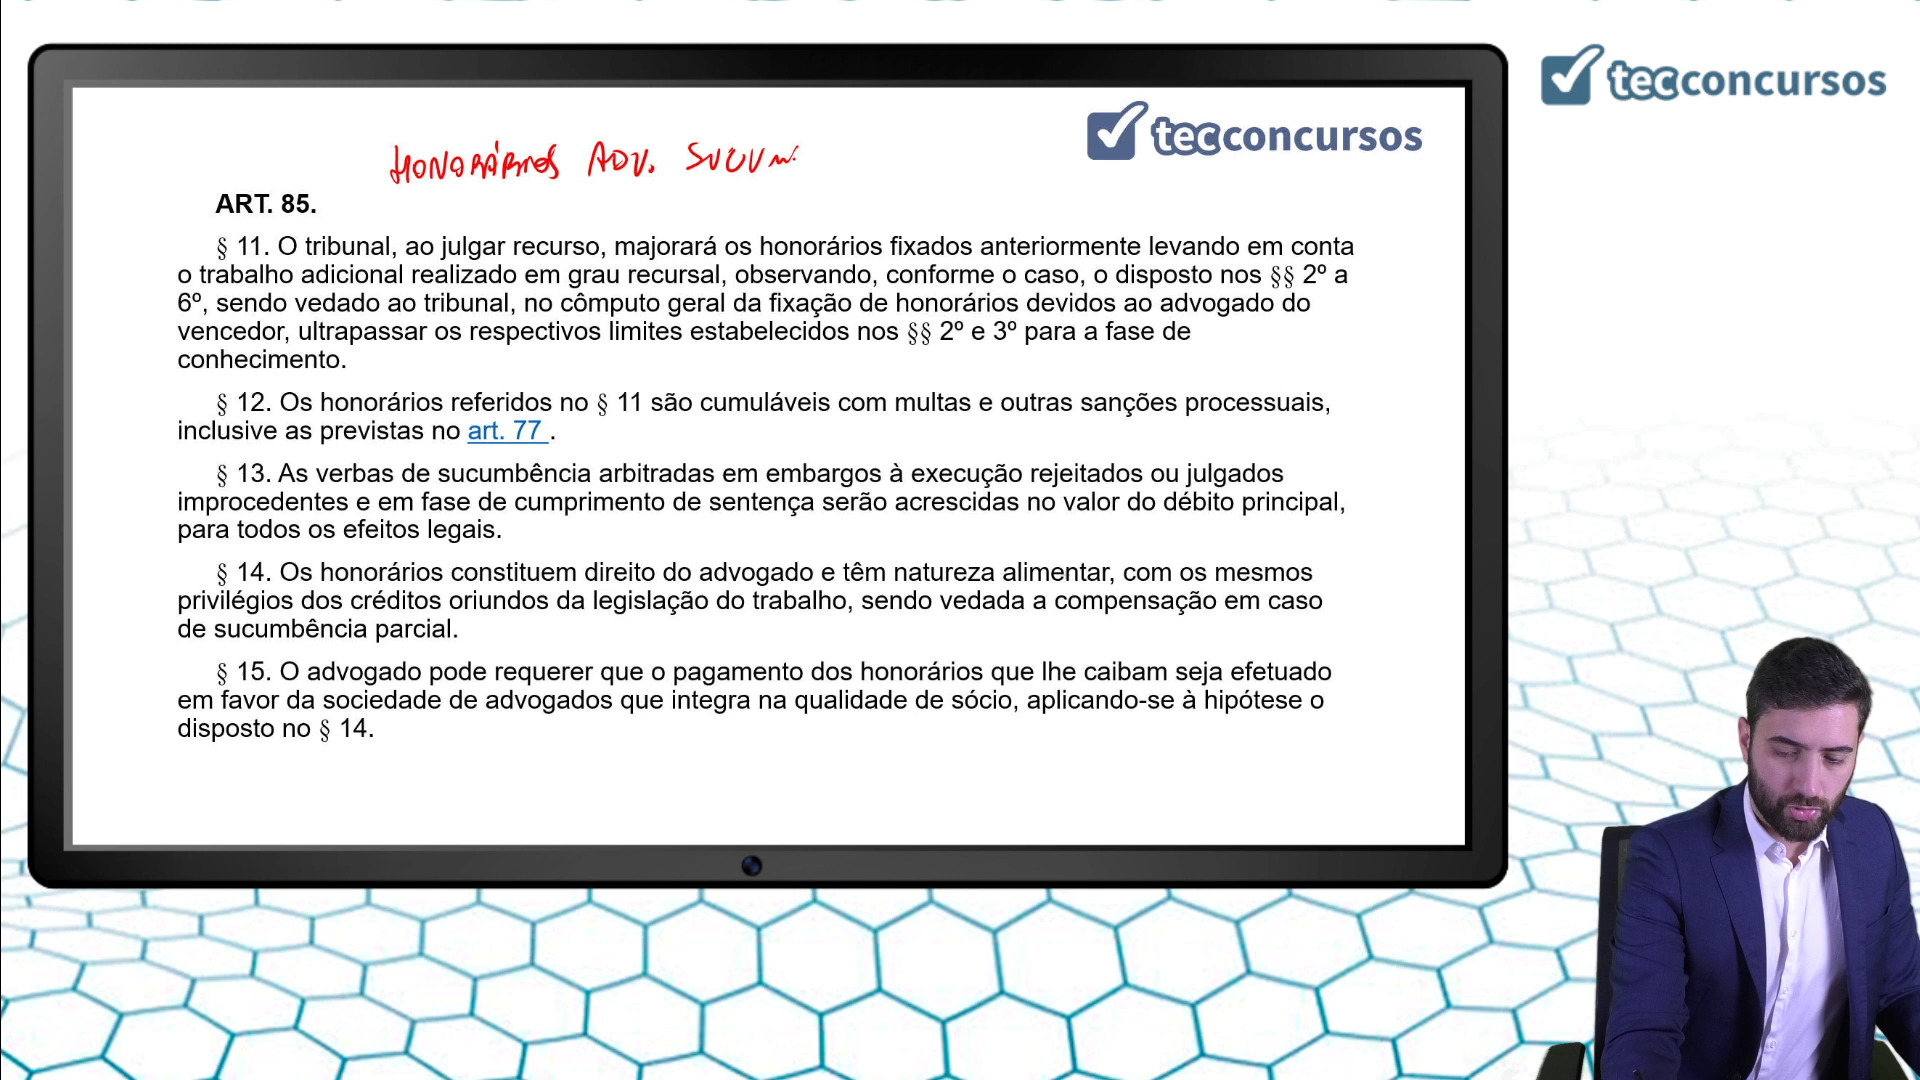 tecconcursos
tecconcursos
HONORÁRIOS ADV. SUCUM.
ART. 85.
§ 11. O tribunal, ao julgar recurso, majorará os honorários fixados anteriormente levando em conta
o trabalho adicional realizado em grau recursal, observando, conforme o caso, o disposto nos §§ 2º a
6º, sendo vedado ao tribunal, no cômputo geral da fixação de honorários devidos ao advogado do
vencedor, ultrapassar os respectivos limites estabelecidos nos §§ 2º e 3º para a fase de
conhecimento.
§ 12. Os honorários referidos no § 11 são cumuláveis com multas e outras sanções processuais,
inclusive as previstas no art. 77 .
§ 13. As verbas de sucumbência arbitradas em embargos à execução rejeitados ou julgados
improcedentes e em fase de cumprimento de sentença serão acrescidas no valor do débito principal,
para todos os efeitos legais.
§ 14. Os honorários constituem direito do advogado e têm natureza alimentar, com os mesmos
privilégios dos créditos oriundos da legislação do trabalho, sendo vedada a compensação em caso
de sucumbência parcial.
§ 15. O advogado pode requerer que o pagamento dos honorários que lhe caibam seja efetuado
em favor da sociedade de advogados que integra na qualidade de sócio, aplicando-se à hipótese o
disposto no § 14.